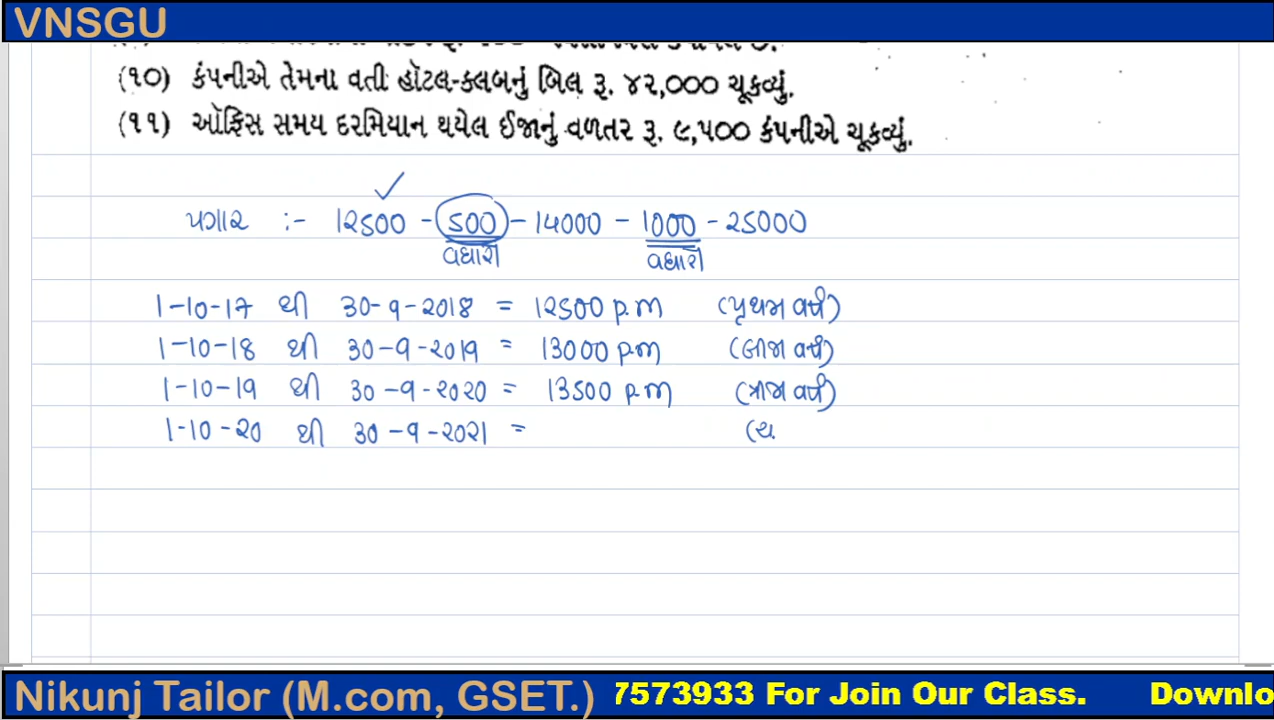 VNSGU
(૧૦) કંપનીએ તેમના વતી હૉટલ-ક્લબનું બિલ રૂ. ૪૨,૦૦૦ ચૂકવ્યું.
(૧૧) ઑફિસ સમય દરમિયાન થયેલ ઈજાનું વળતર રૂ. ૯,૫૦૦ કંપનીએ ચૂકવ્યું.
પગાર :- 12500 - 500 - 14000 - 1000 - 25000
વધારો વધારો
1-10-17 થી 30-9-2018 = 12500 p.m (પ્રથમ વર્ષ)
1-10-18 થી 30-9-2019 = 13000 p.m (બીજા વર્ષ)
1-10-19 થી 30-9-2020 = 13500 p.m (ત્રીજા વર્ષ)
1-10-20 થી 30-9-2021 = (ચ
Nikunj Tailor (M.com, GSET.) 7573933 For Join Our Class. Downlo